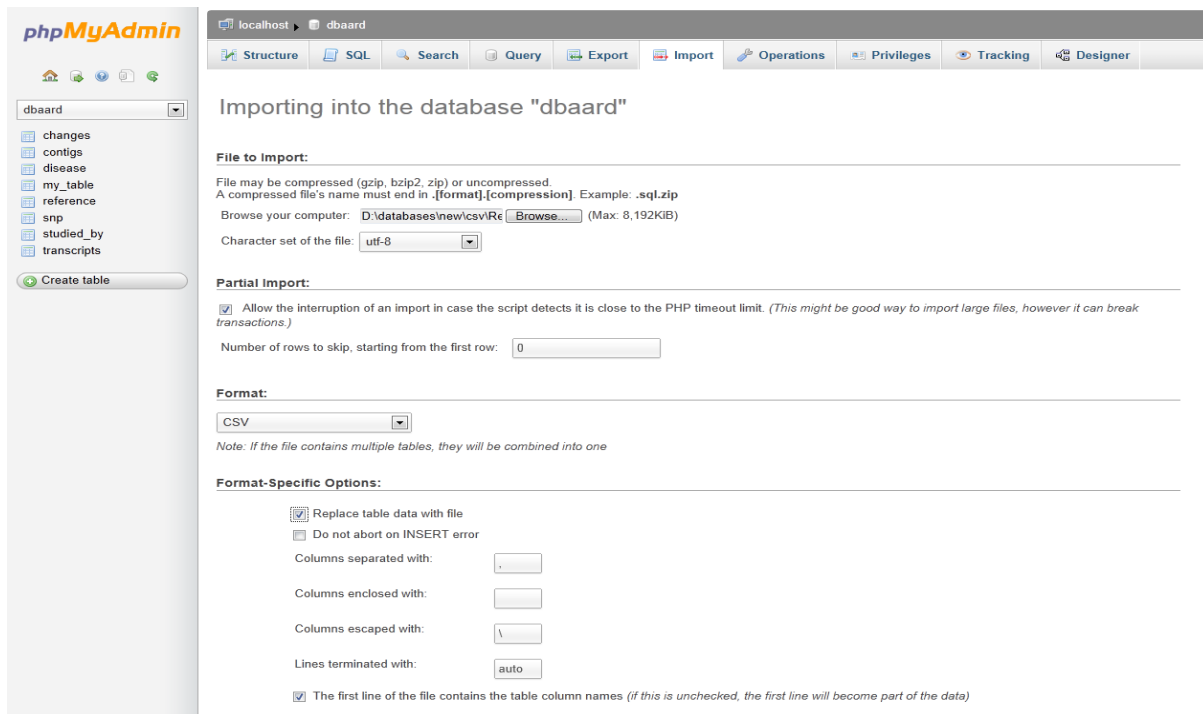 phpMyAdmin
dbaard
changes
contigs
disease
my_table
reference
snp
studied_by
transcripts
Create table
localhost dbaard
Structure SQL Search Query Export Import Operations Privileges Tracking Designer
Importing into the database "dbaard"
File to Import:
File may be compressed (gzip, bzip2, zip) or uncompressed.
A compressed file's name must end in .[format].[compression]. Example: .sql.zip
Browse your computer: D:\databases\new\csv\Re Browse... (Max: 8,192KiB)
Character set of the file: utf-8
Partial Import:
Allow the interruption of an import in case the script detects it is close to the PHP timeout limit. (This might be good way to import large files, however it can break
transactions.)
Number of rows to skip, starting from the first row: 0
Format:
CSV
Note: If the file contains multiple tables, they will be combined into one
Format-Specific Options:
Replace table data with file
Do not abort on INSERT error
Columns separated with: ,
Columns enclosed with:
Columns escaped with: \
Lines terminated with: auto
The first line of the file contains the table column names (if this is unchecked, the first line will become part of the data)